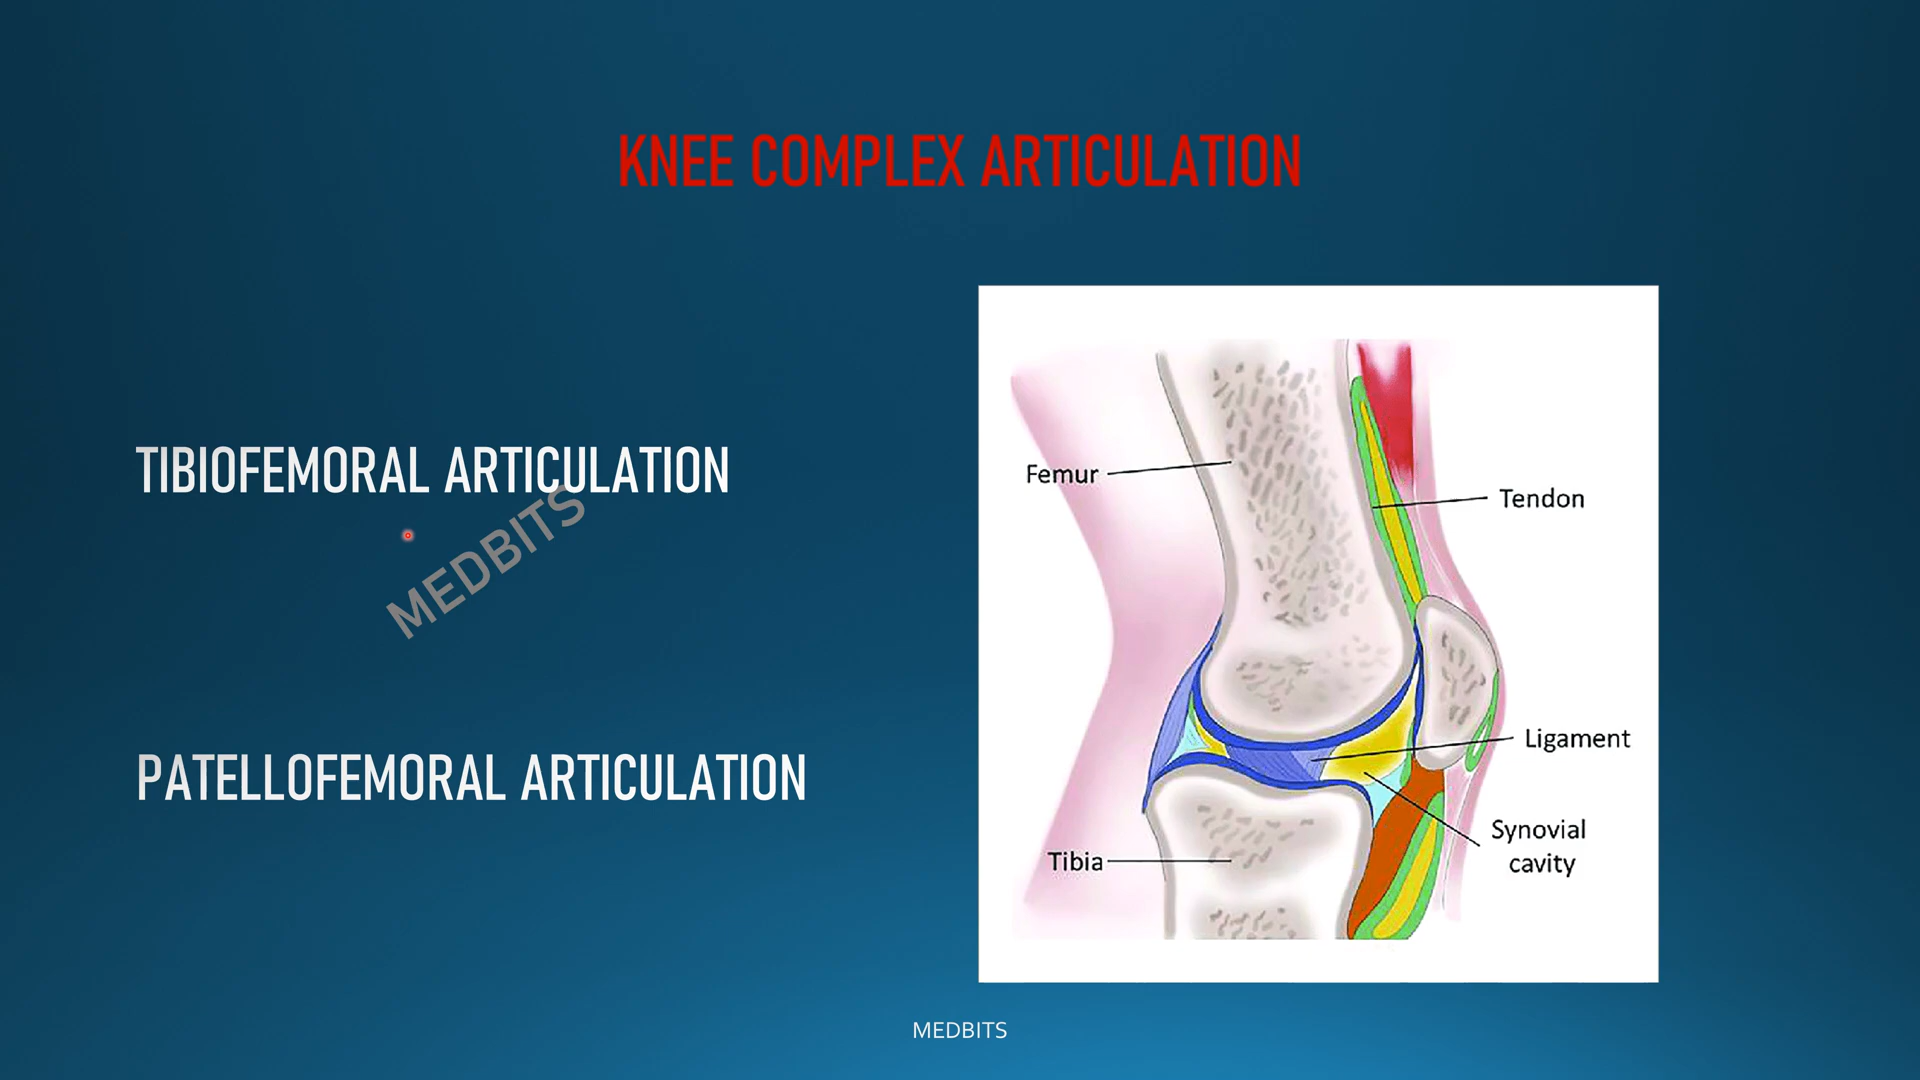 KNEE COMPLEX ARTICULATION
TIBIOFEMORAL ARTICULATION
MEDBITS
PATELLOFEMORAL ARTICULATION
Femur
Tendon
Ligament
Synovial
cavity
Tibia
MEDBITS